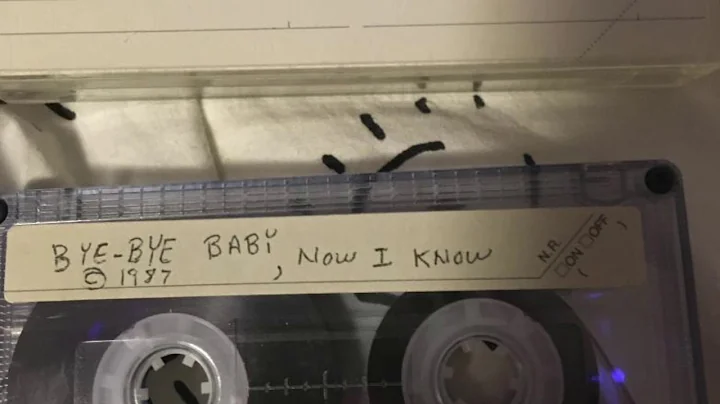 BYE-BYE BABY, NOW I KNOW
© 1987
N.R.
☐ON ☐OFF